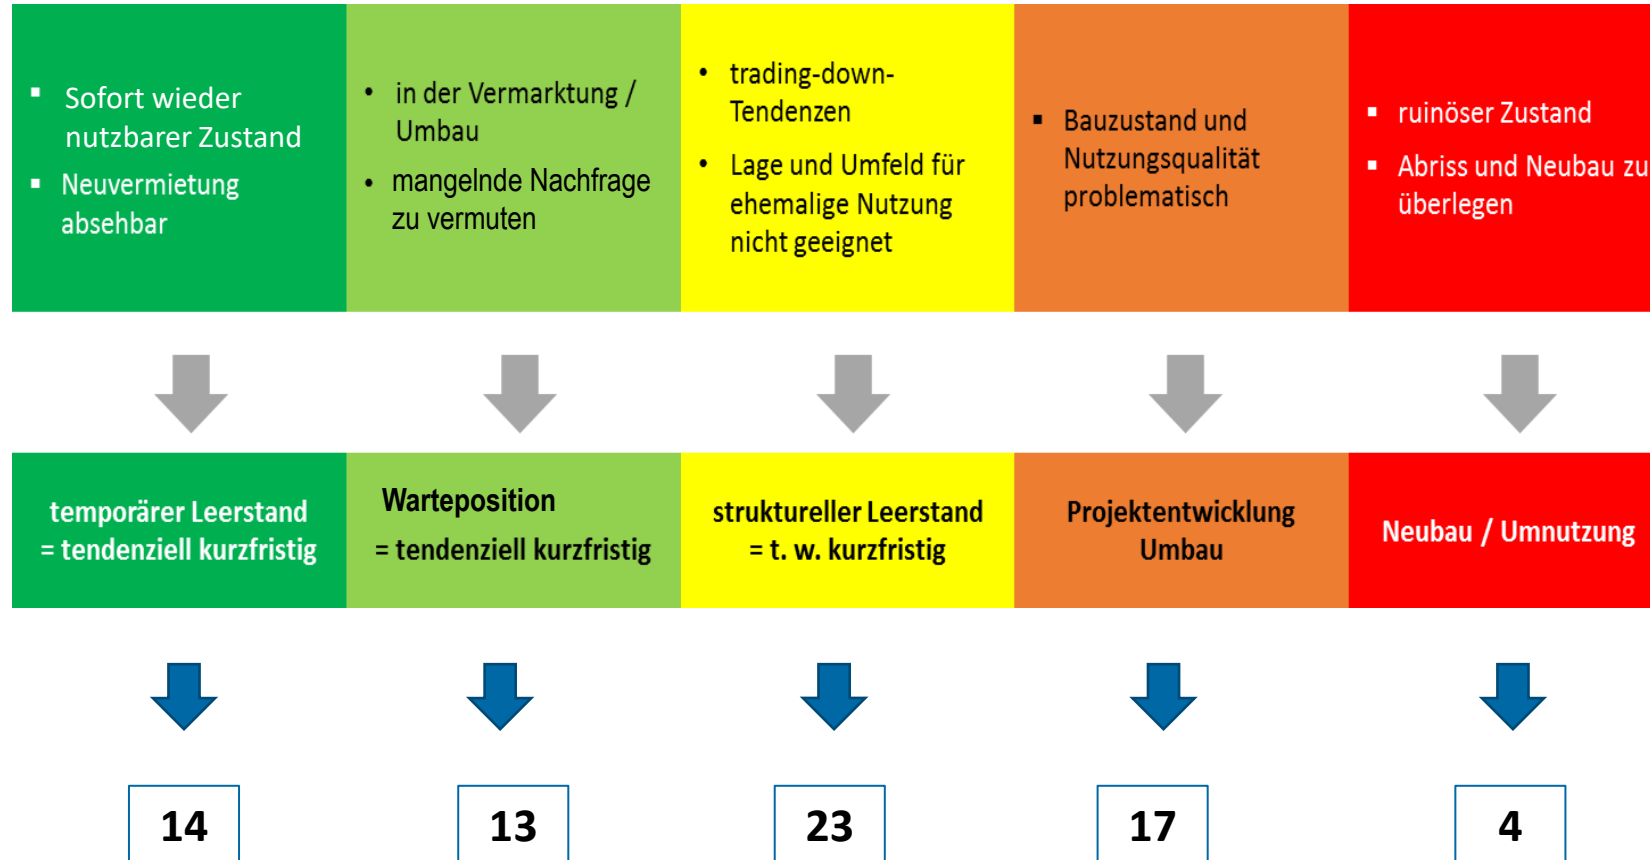 ▪ Sofort wieder
nutzbarer Zustand
▪ Neuvermietung
absehbar
• in der Vermarktung /
Umbau
• mangelnde Nachfrage
zu vermuten
• trading-down-
Tendenzen
• Lage und Umfeld für
ehemalige Nutzung
nicht geeignet
▪ Bauzustand und
Nutzungsqualität
problematisch
▪ ruinöser Zustand
▪ Abriss und Neubau zu
überlegen
temporärer Leerstand
= tendenziell kurzfristig
Warteposition
= tendenziell kurzfristig
struktureller Leerstand
= t. w. kurzfristig
Projektentwicklung
Umbau
Neubau / Umnutzung
14
13
23
17
4